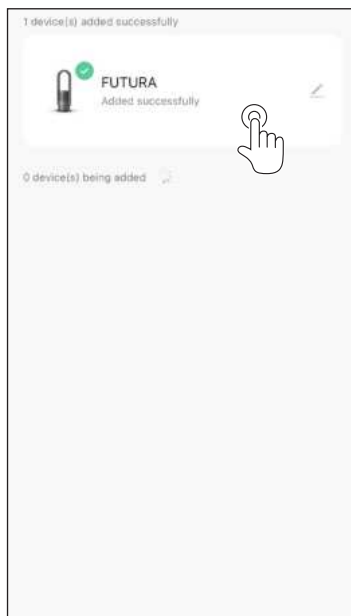 1 device(s) added successfully
FUTURA
Added successfully
0 device(s) being added